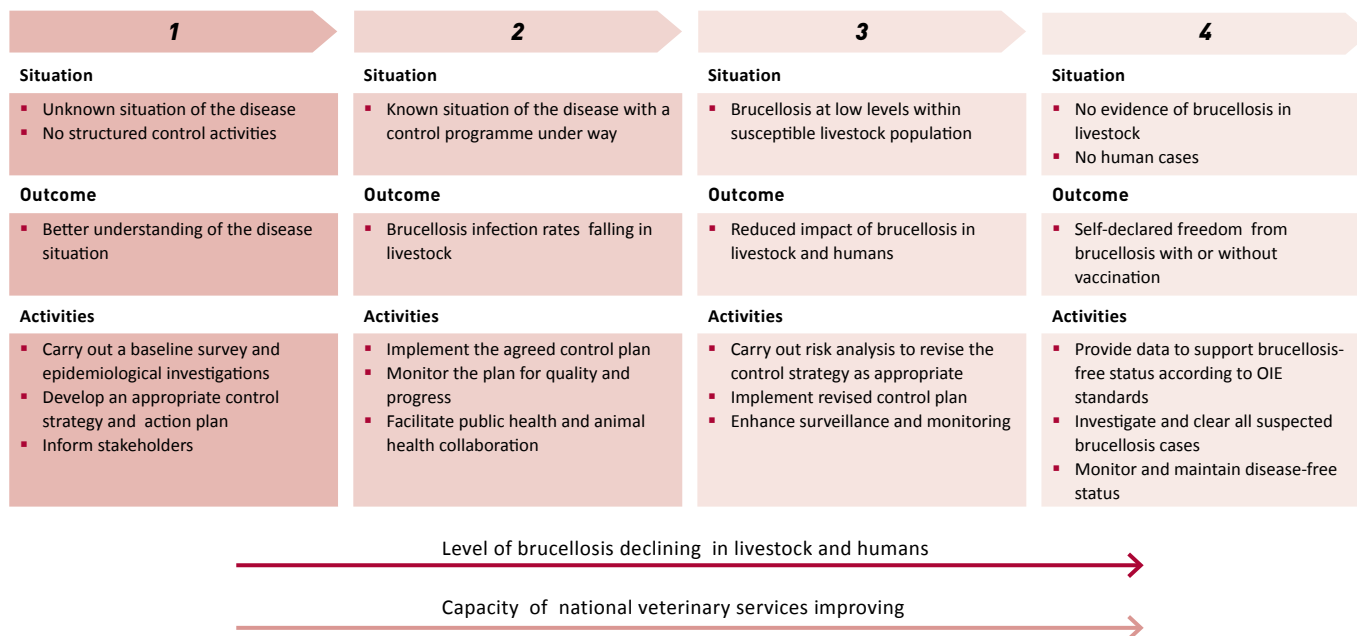 1
Situation
Unknown situation of the disease
No structured control activities
Outcome
Better understanding of the disease
situation
Activities
Carry out a baseline survey and
epidemiological investigations
Develop an appropriate control
strategy and action plan
Inform stakeholders
2
Situation
Known situation of the disease with a
control programme under way
Outcome
Brucellosis infection rates falling in
livestock
Activities
Implement the agreed control plan
Monitor the plan for quality and
progress
Facilitate public health and animal
health collaboration
3
Situation
Brucellosis at low levels within
susceptible livestock population
Outcome
Reduced impact of brucellosis in
livestock and humans
Activities
Carry out risk analysis to revise the
control strategy as appropriate
Implement revised control plan
Enhance surveillance and monitoring
4
Situation
No evidence of brucellosis in
livestock
No human cases
Outcome
Self-declared freedom from
brucellosis with or without
vaccination
Activities
Provide data to support brucellosis-
free status according to OIE
standards
Investigate and clear all suspected
brucellosis cases
Monitor and maintain disease-free
status
Level of brucellosis declining in livestock and humans
Capacity of national veterinary services improving